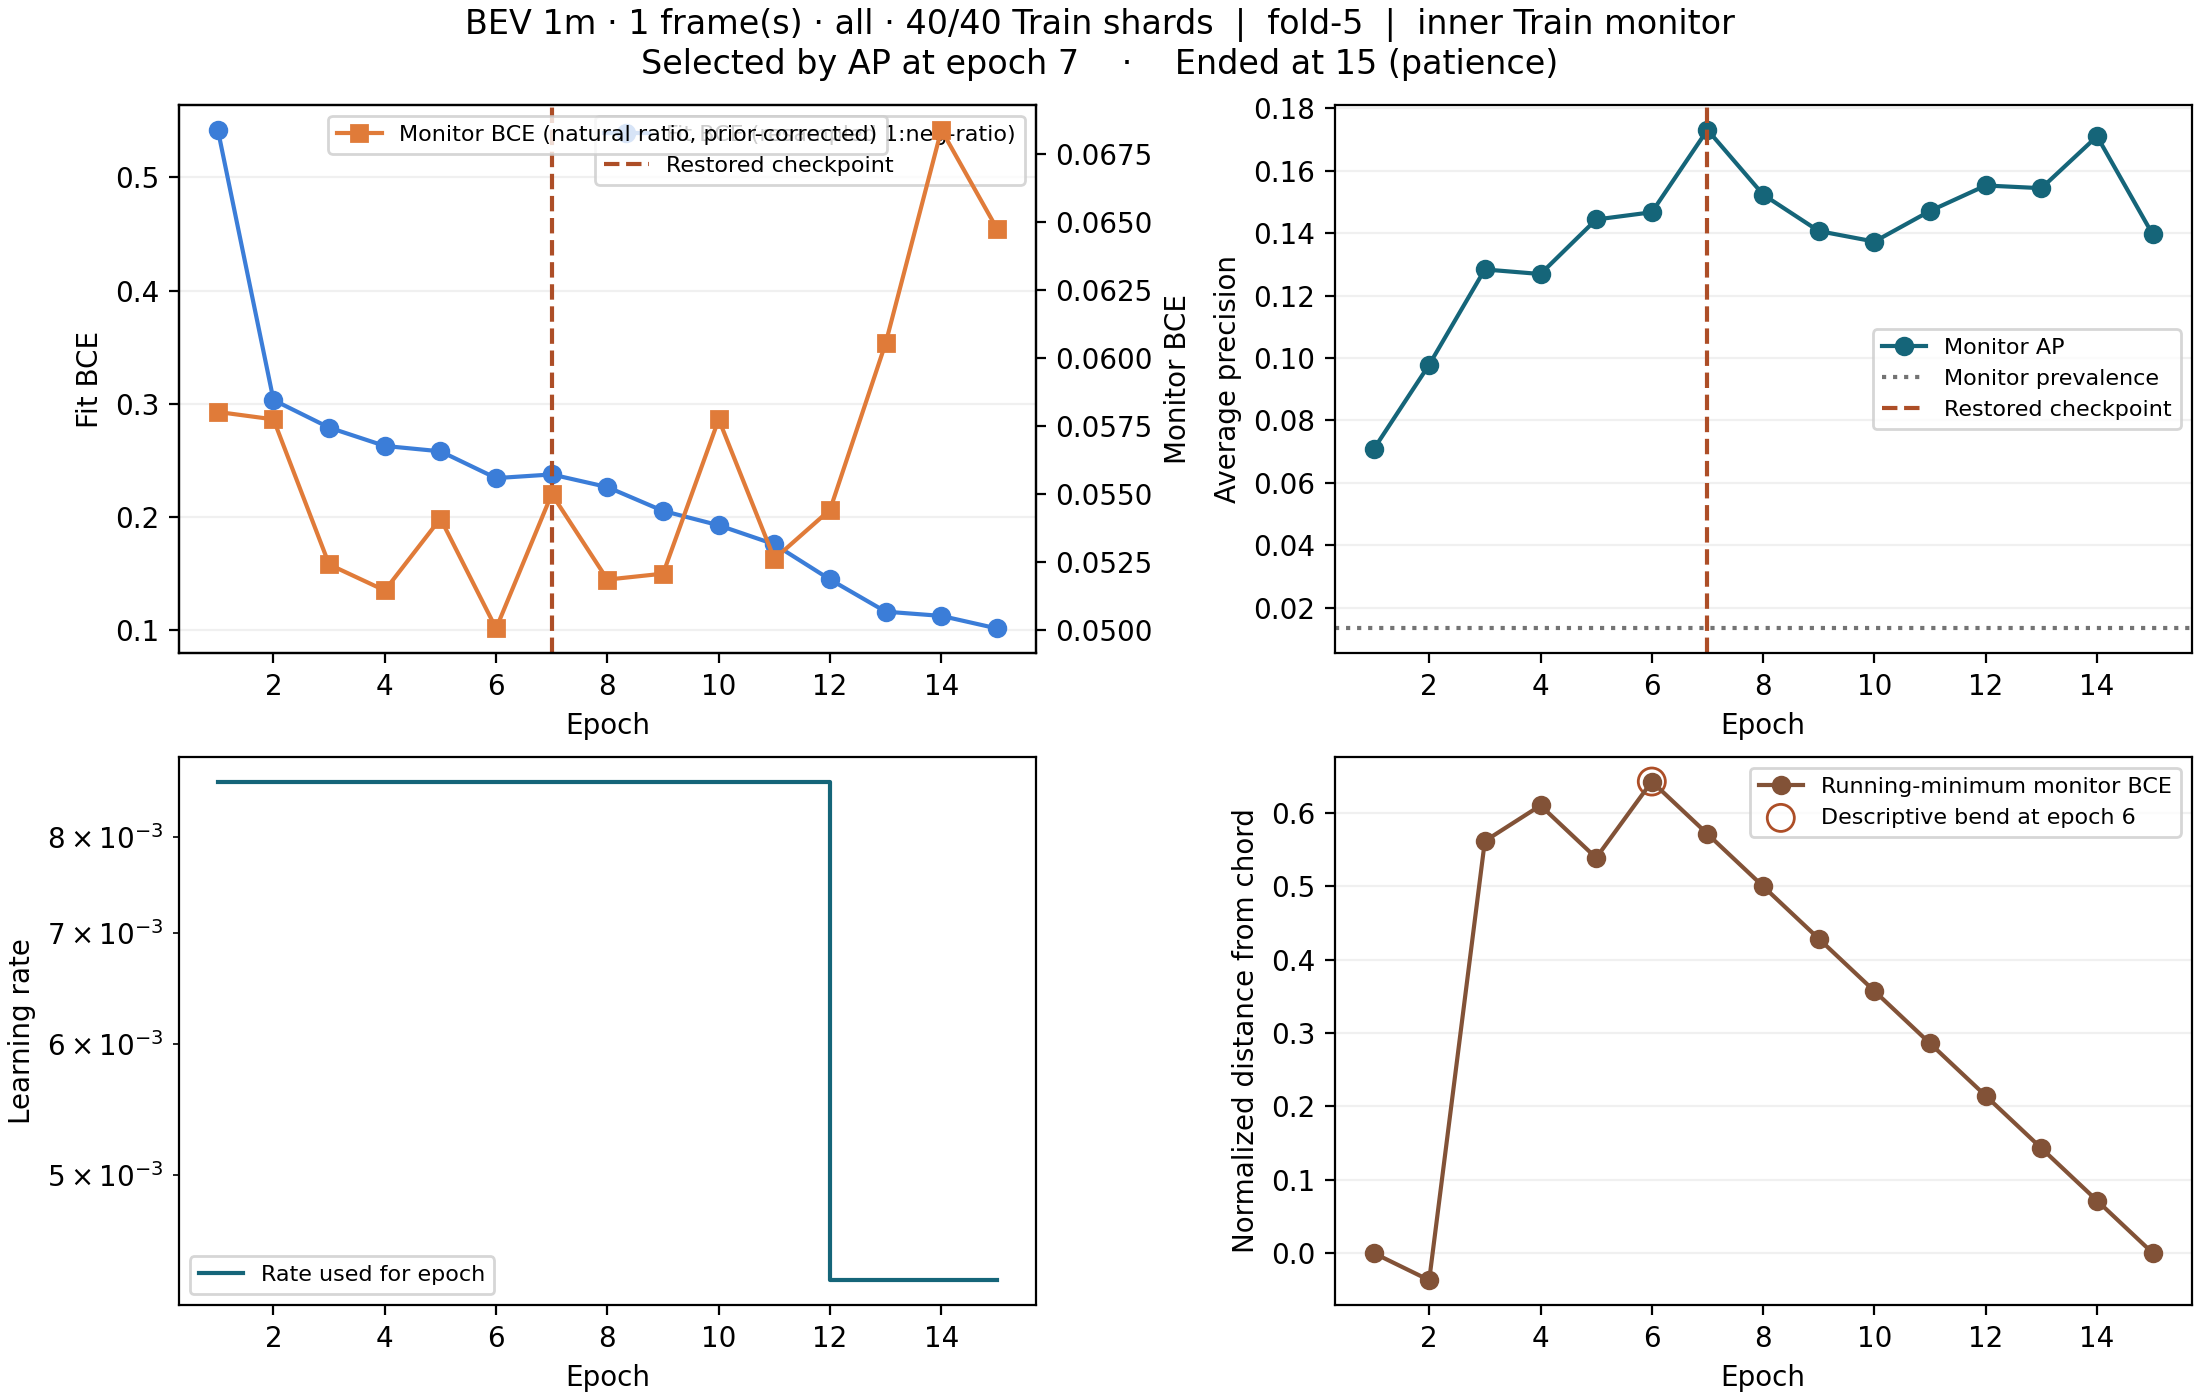 BEV 1m · 1 frame(s) · all · 40/40 Train shards | fold-5 | inner Train monitor
Selected by AP at epoch 7 · Ended at 15 (patience)
Fit BCE
0.5
0.4
0.3
0.2
0.1
Monitor BCE (natural ratio, prior-corrected)
1:neg-ratio)
Restored checkpoint
0.0675
0.0650
0.0625
0.0600
0.0575
0.0550
0.0525
0.0500
Monitor BCE
2 4 6 8 10 12 14
Epoch
Average precision
0.18
0.16
0.14
0.12
0.10
0.08
0.06
0.04
0.02
Monitor AP
Monitor prevalence
Restored checkpoint
2 4 6 8 10 12 14
Epoch
Learning rate
8 × 10⁻³
7 × 10⁻³
6 × 10⁻³
5 × 10⁻³
Rate used for epoch
2 4 6 8 10 12 14
Epoch
Normalized distance from chord
0.6
0.5
0.4
0.3
0.2
0.1
0.0
Running-minimum monitor BCE
Descriptive bend at epoch 6
2 4 6 8 10 12 14
Epoch